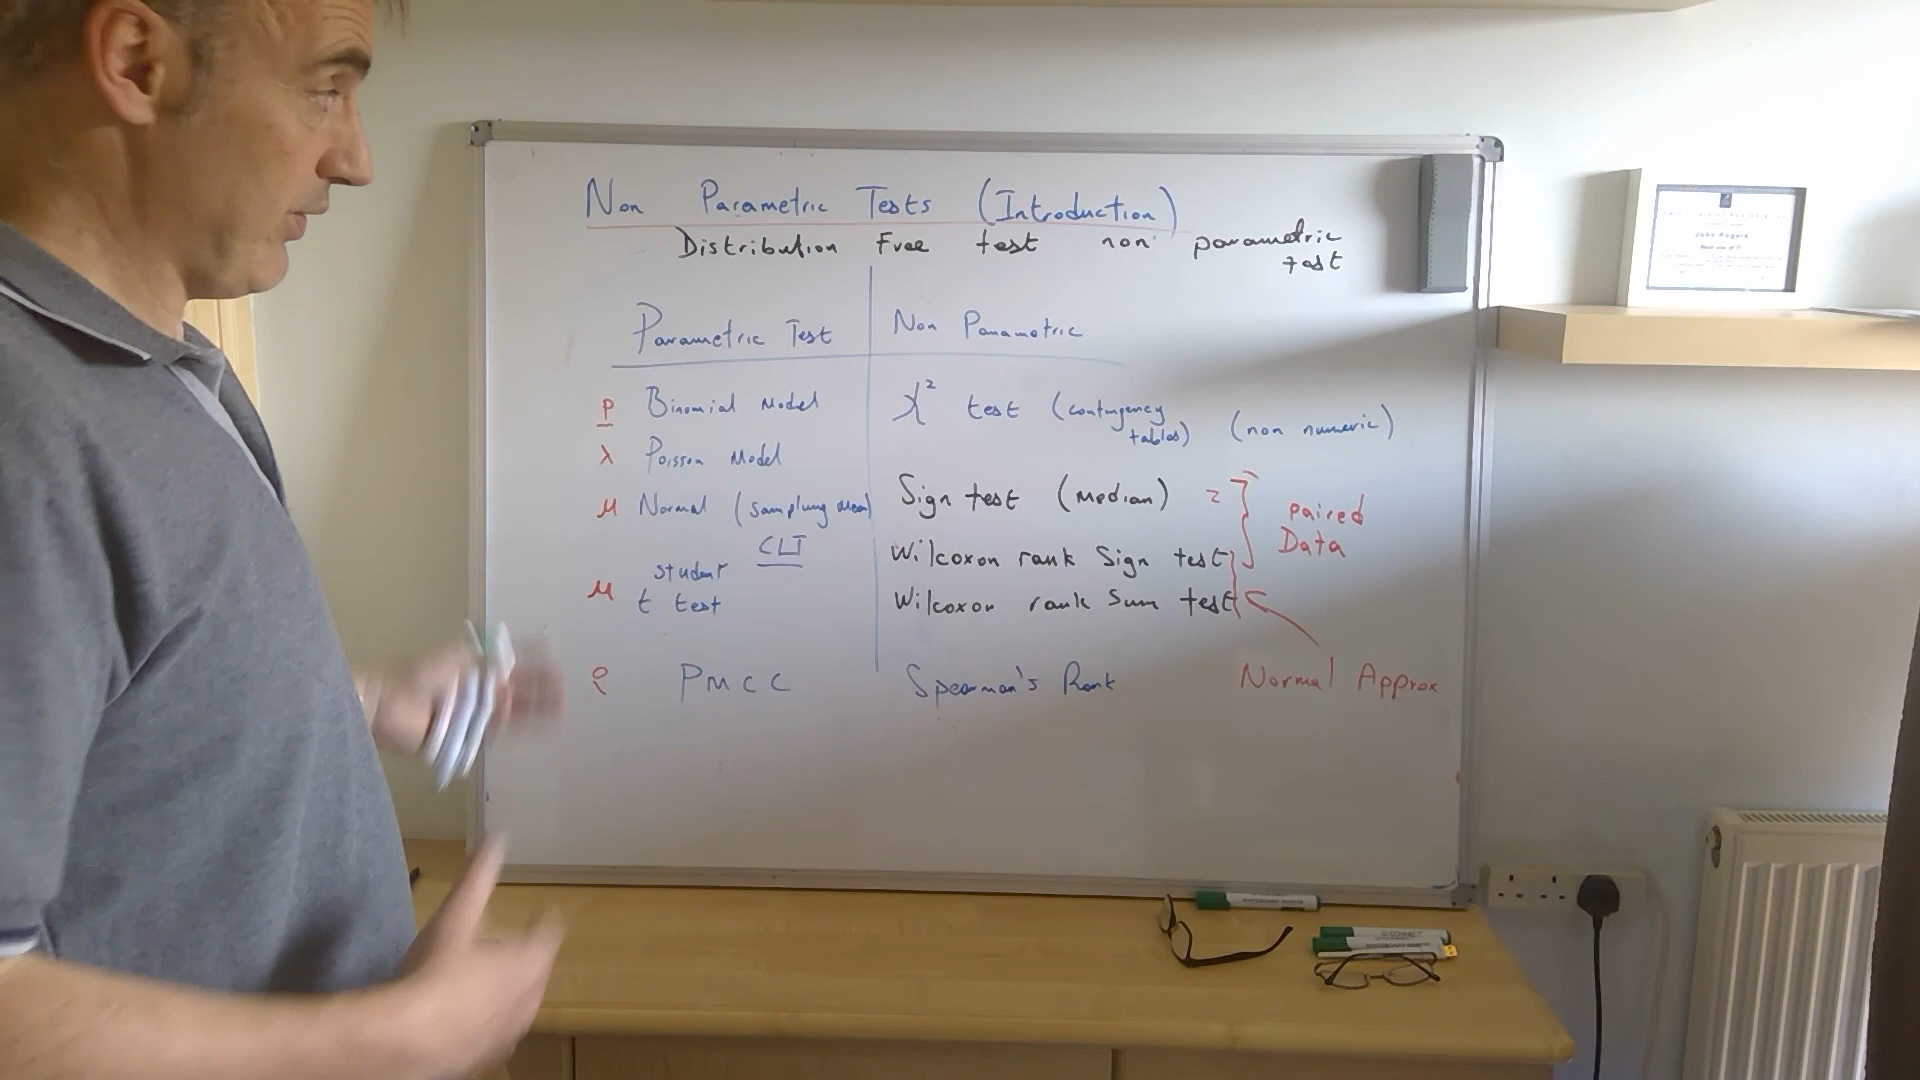 Non Parametric Tests (Introduction)
Distribution Free test non parametric
test
Parametric Test Non Parametric
p Binomial Model χ² test (contingency
tables) (non numeric)
λ Poisson Model
μ Normal (Sampling Mean) Sign test (Median)
paired
Data
CLT Wilcoxon rank Sign test
student
μ t test Wilcoxon rank Sum test
ρ PMCC Spearman's Rank Normal Approx
John Rogers